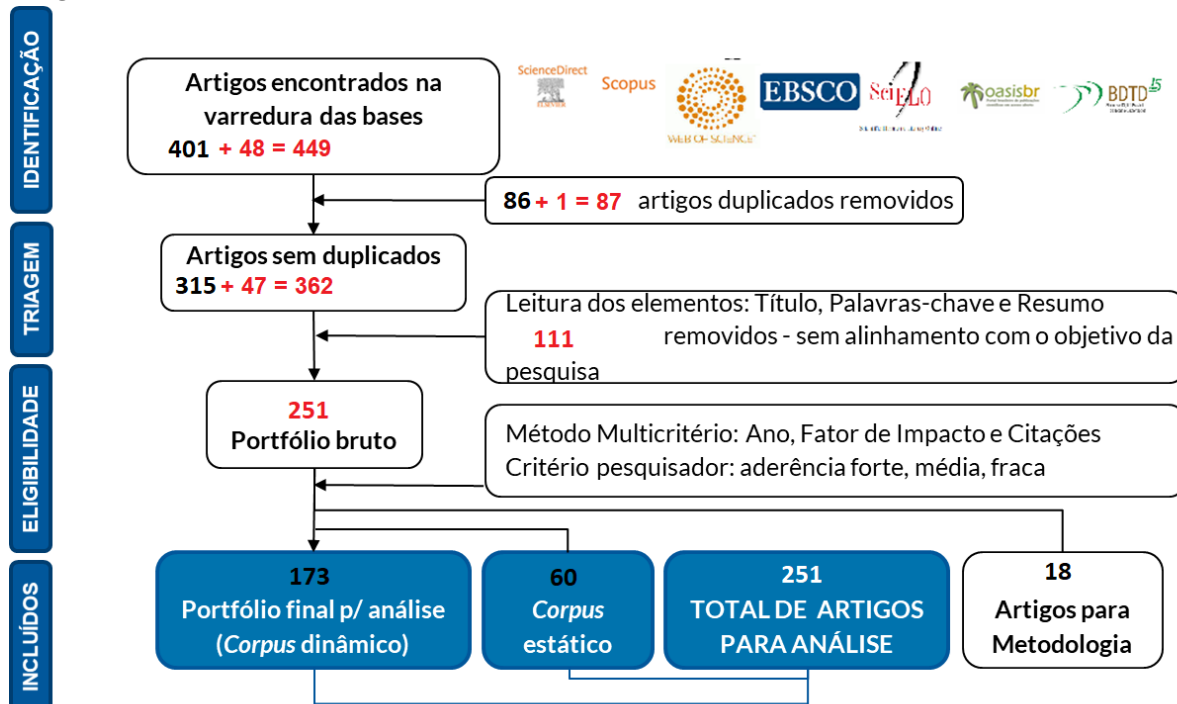 IDENTIFICAÇÃO
Artigos encontrados na
varredura das bases
401 + 48 = 449
ScienceDirect
Scopus
WEB OF SCIENCE
EBSCO
SciELO
oasisbr
BDTD 15
86 + 1 = 87 artigos duplicados removidos
TRIAGEM
Artigos sem duplicados
315 + 47 = 362
Leitura dos elementos: Título, Palavras-chave e Resumo
111 removidos - sem alinhamento com o objetivo da
pesquisa
ELIGIBILIDADE
251
Portfólio bruto
Método Multicritério: Ano, Fator de Impacto e Citações
Critério pesquisador: aderência forte, média, fraca
INCLUÍDOS
173
Portfólio final p/ análise
(Corpus dinâmico)
60
Corpus
estático
251
TOTAL DE ARTIGOS
PARA ANÁLISE
18
Artigos para
Metodologia